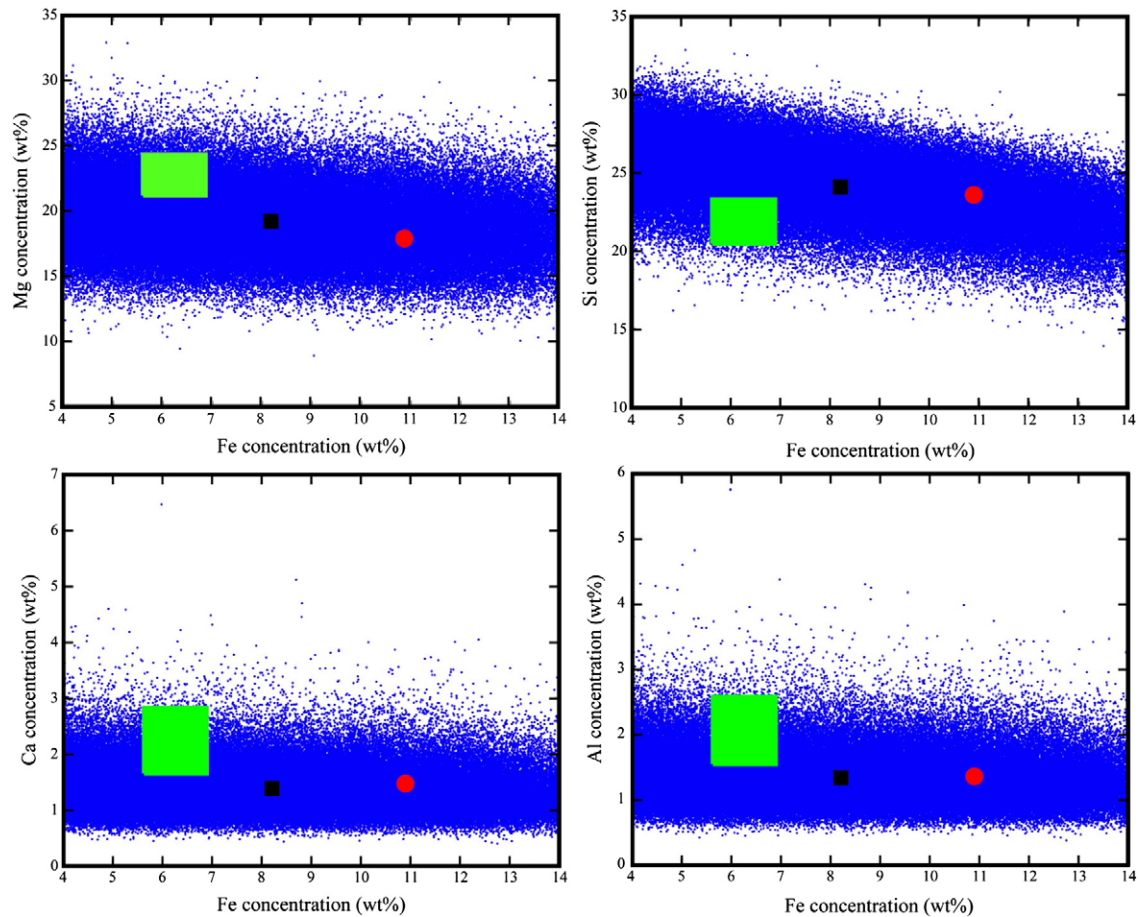 35
30
25
20
15
10
5
Mg concentration (wt%)
4 5 6 7 8 9 10 11 12 13 14
Fe concentration (wt%)
35
30
25
20
15
10
Si concentration (wt%)
4 5 6 7 8 9 10 11 12 13 14
Fe concentration (wt%)
7
6
5
4
3
2
1
0
Ca concentration (wt%)
4 5 6 7 8 9 10 11 12 13 14
Fe concentration (wt%)
6
5
4
3
2
1
0
Al concentration (wt%)
4 5 6 7 8 9 10 11 12 13 14
Fe concentration (wt%)